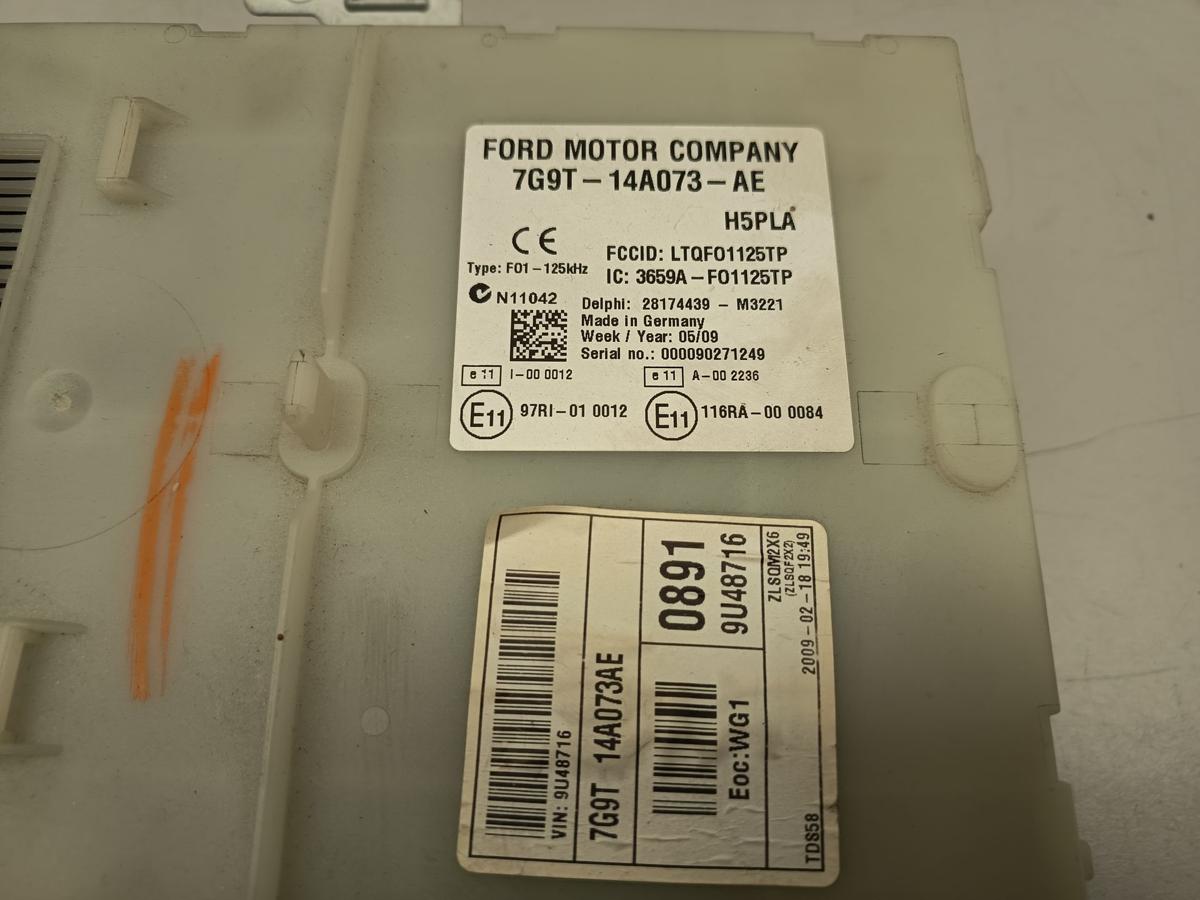 FORD MOTOR COMPANY
7G9T-14A073-AE
H5PLA
CE
FCCID: LTQFO1125TP
Type: FO1-125kHz
IC: 3659A-FO1125TP
N11042
Delphi: 28174439 - M3221
Made in Germany
Week / Year: 05/09
Serial no.: 000090271249
e 11 I-00 0012
e 11 A-00 2236
E11 97RI-01 0012
E11 116RA-00 0084
VIN: 9U48716
7G9T 14A073AE
0891
9U48716
Eoc:WG1
ZLSQM2X6
(ZLSQF2X2)
2009-02-18 19:49
TDS58